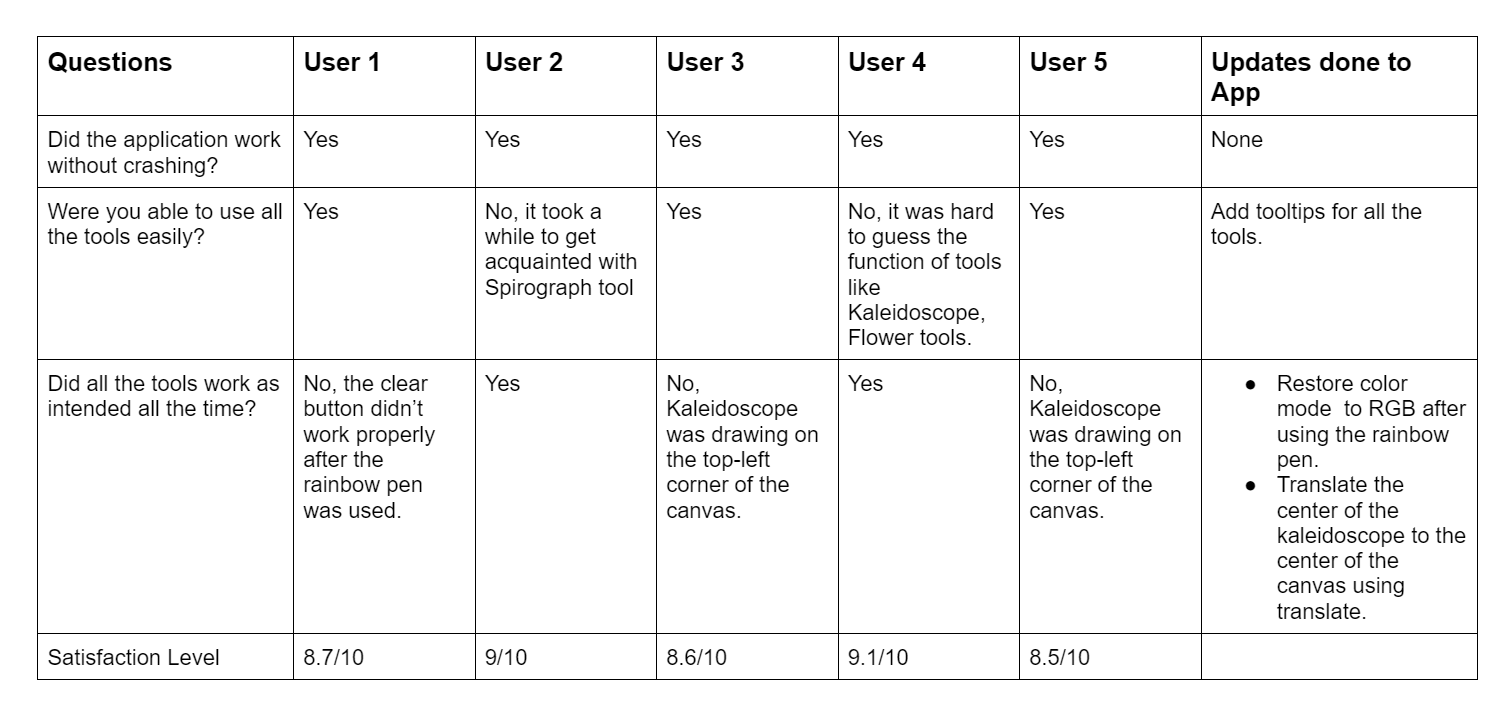 Questions
User 1
User 2
User 3
User 4
User 5
Updates done to
App
Did the application work
without crashing?
Yes
Yes
Yes
Yes
Yes
None
Were you able to use all
the tools easily?
Yes
No, it took a
while to get
acquainted with
Spirograph tool
Yes
No, it was hard
to guess the
function of tools
like
Kaleidoscope,
Flower tools.
Yes
Add tooltips for all the
tools.
Did all the tools work as
intended all the time?
No, the clear
button didn’t
work properly
after the
rainbow pen
was used.
Yes
No,
Kaleidoscope
was drawing on
the top-left
corner of the
canvas.
Yes
No,
Kaleidoscope
was drawing on
the top-left
corner of the
canvas.
● Restore color
mode  to RGB after
using the rainbow
pen.
● Translate the
center of the
kaleidoscope to the
center of the
canvas using
translate.
Satisfaction Level
8.7/10
9/10
8.6/10
9.1/10
8.5/10